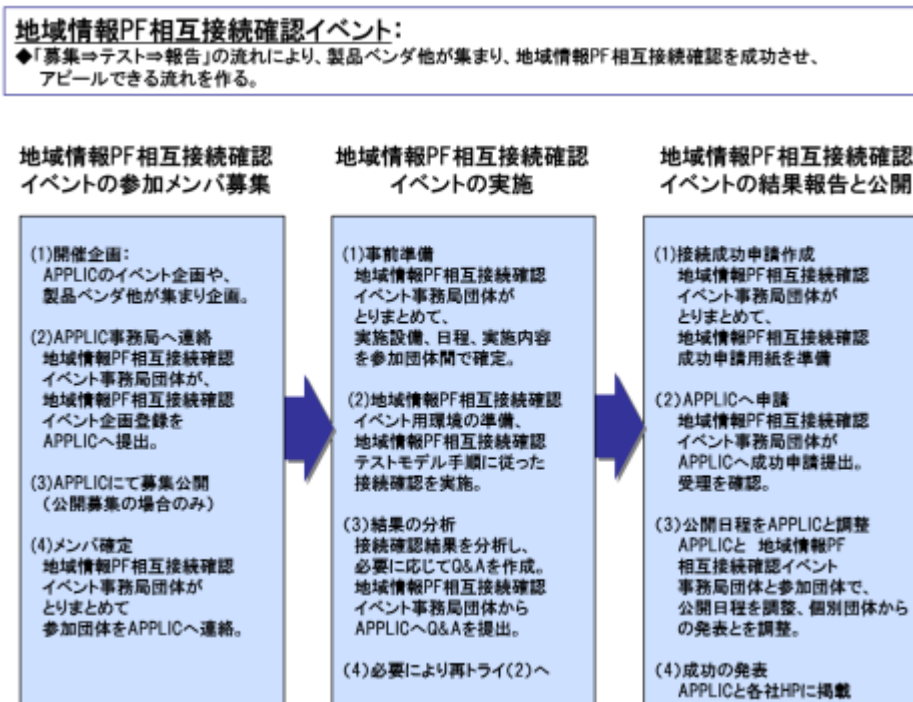 地域情報PF相互接続確認イベント：
◆「募集⇒テスト⇒報告」の流れにより、製品ベンダ他が集まり、地域情報PF相互接続確認を成功させ、
アピールできる流れを作る。
地域情報PF相互接続確認
イベントの参加メンバ募集
(1)開催企画：
APPLICのイベント企画や、
製品ベンダ他が集まり企画。
(2)APPLIC事務局へ連絡
地域情報PF相互接続確認
イベント事務局団体が、
地域情報PF相互接続確認
イベント企画登録を
APPLICへ提出。
(3)APPLICにて募集公開
（公開募集の場合のみ）
(4)メンバ確定
地域情報PF相互接続確認
イベント事務局団体が
とりまとめて
参加団体をAPPLICへ連絡。
地域情報PF相互接続確認
イベントの実施
(1)事前準備
地域情報PF相互接続確認
イベント事務局団体が
とりまとめて、
実施設備、日程、実施内容
を参加団体間で確定。
(2)地域情報PF相互接続確認
イベント用環境の準備、
地域情報PF相互接続確認
テストモデル手順に従った
接続確認を実施。
(3)結果の分析
接続確認結果を分析し、
必要に応じてQ&Aを作成。
地域情報PF相互接続確認
イベント事務局団体から
APPLICへQ&Aを提出。
(4)必要により再トライ(2)へ
地域情報PF相互接続確認
イベントの結果報告と公開
(1)接続成功申請作成
地域情報PF相互接続確認
イベント事務局団体が
とりまとめて、
地域情報PF相互接続確認
成功申請用紙を準備
(2)APPLICへ申請
地域情報PF相互接続確認
イベント事務局団体が
APPLICへ成功申請提出。
受理を確認。
(3)公開日程をAPPLICと調整
APPLICと 地域情報PF
相互接続確認イベント
事務局団体と参加団体で、
公開日程を調整、個別団体から
の発表とを調整。
(4)成功の発表
APPLICと各社HPに掲載